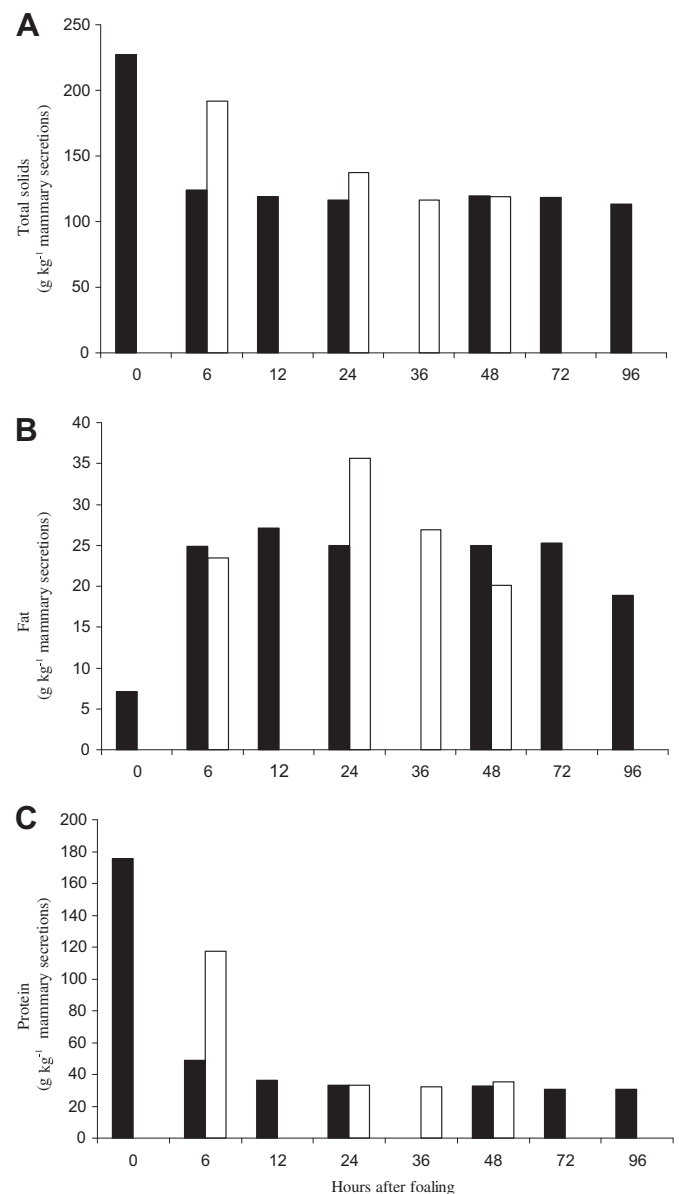 A
Total solids
(g kg⁻¹ mammary secretions)
250
200
150
100
50
0
0 6 12 24 36 48 72 96
B
Fat
(g kg⁻¹ mammary secretions)
40
35
30
25
20
15
10
5
0
0 6 12 24 36 48 72 96
C
Protein
(g kg⁻¹ mammary secretions)
200
180
160
140
120
100
80
60
40
20
0
0 6 12 24 36 48 72 96
Hours after foaling